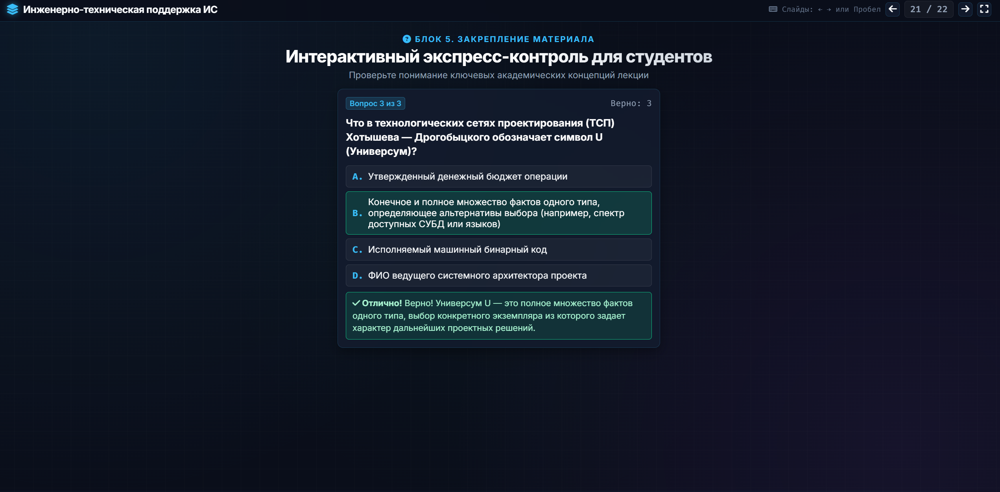 Инженерно-техническая поддержка ИС
Слайды: ← → или Пробел
21 / 22
БЛОК 5. ЗАКРЕПЛЕНИЕ МАТЕРИАЛА
Интерактивный экспресс-контроль для студентов
Проверьте понимание ключевых академических концепций лекции
Вопрос 3 из 3
Верно: 3
Что в технологических сетях проектирования (ТСП)
Хотышева — Дрогобыцкого обозначает символ U
(Универсум)?
A. Утвержденный денежный бюджет операции
B. Конечное и полное множество фактов одного типа,
определяющее альтернативы выбора (например, спектр
доступных СУБД или языков)
C. Исполняемый машинный бинарный код
D. ФИО ведущего системного архитектора проекта
Отлично! Верно! Универсум U — это полное множество фактов
одного типа, выбор конкретного экземпляра из которого задает
характер дальнейших проектных решений.